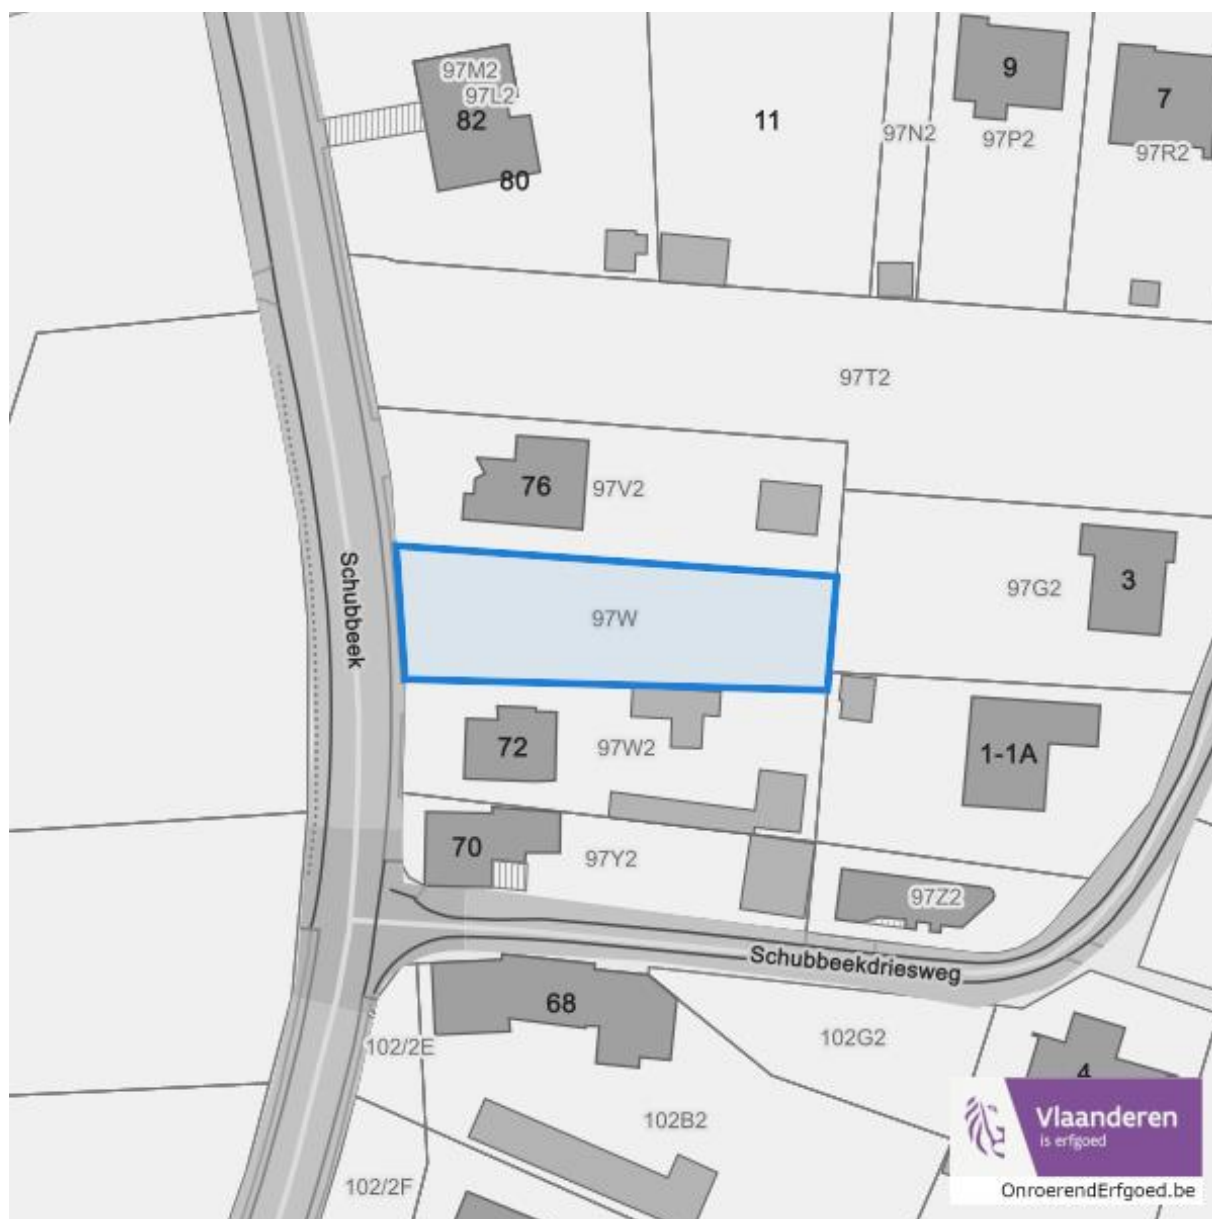 97M2
97L2
82
80
11
97N2
9
97P2
7
97R2
97T2
76
97V2
Schubbeek
97W
97G2
3
72
97W2
1-1A
70
97Y2
97Z2
Schubbeekdriesweg
68
102/2E
102G2
4
102B2
102/2F
Vlaanderen
is erfgoed
OnroerendErfgoed.be